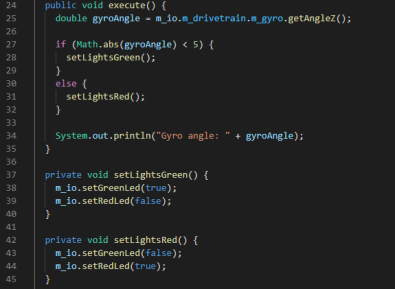 24 public void execute() {
25 double gyroAngle = m_io.m_drivetrain.m_gyro.getAngleZ();
26
27 if (Math.abs(gyroAngle) < 5) {
28 setLightsGreen();
29 }
30 else {
31 setLightsRed();
32 }
33
34 System.out.println("Gyro angle: " + gyroAngle);
35 }
36
37 private void setLightsGreen() {
38 m_io.setGreenLed(true);
39 m_io.setRedLed(false);
40 }
41
42 private void setLightsRed() {
43 m_io.setGreenLed(false);
44 m_io.setRedLed(true);
45 }